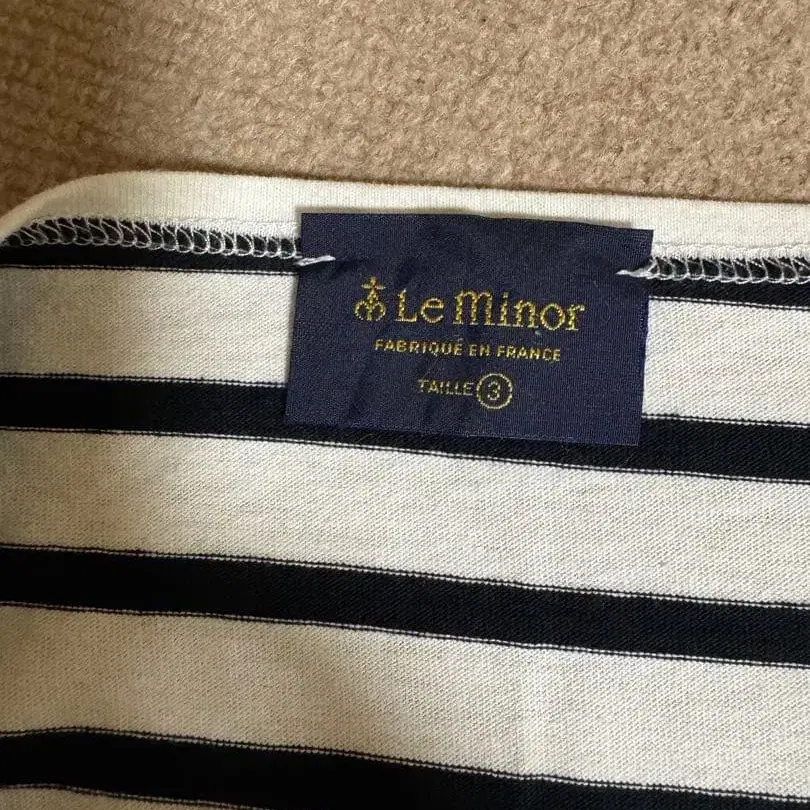 Le Minor
FABRIQUÉ EN FRANCE
TAILLE 3